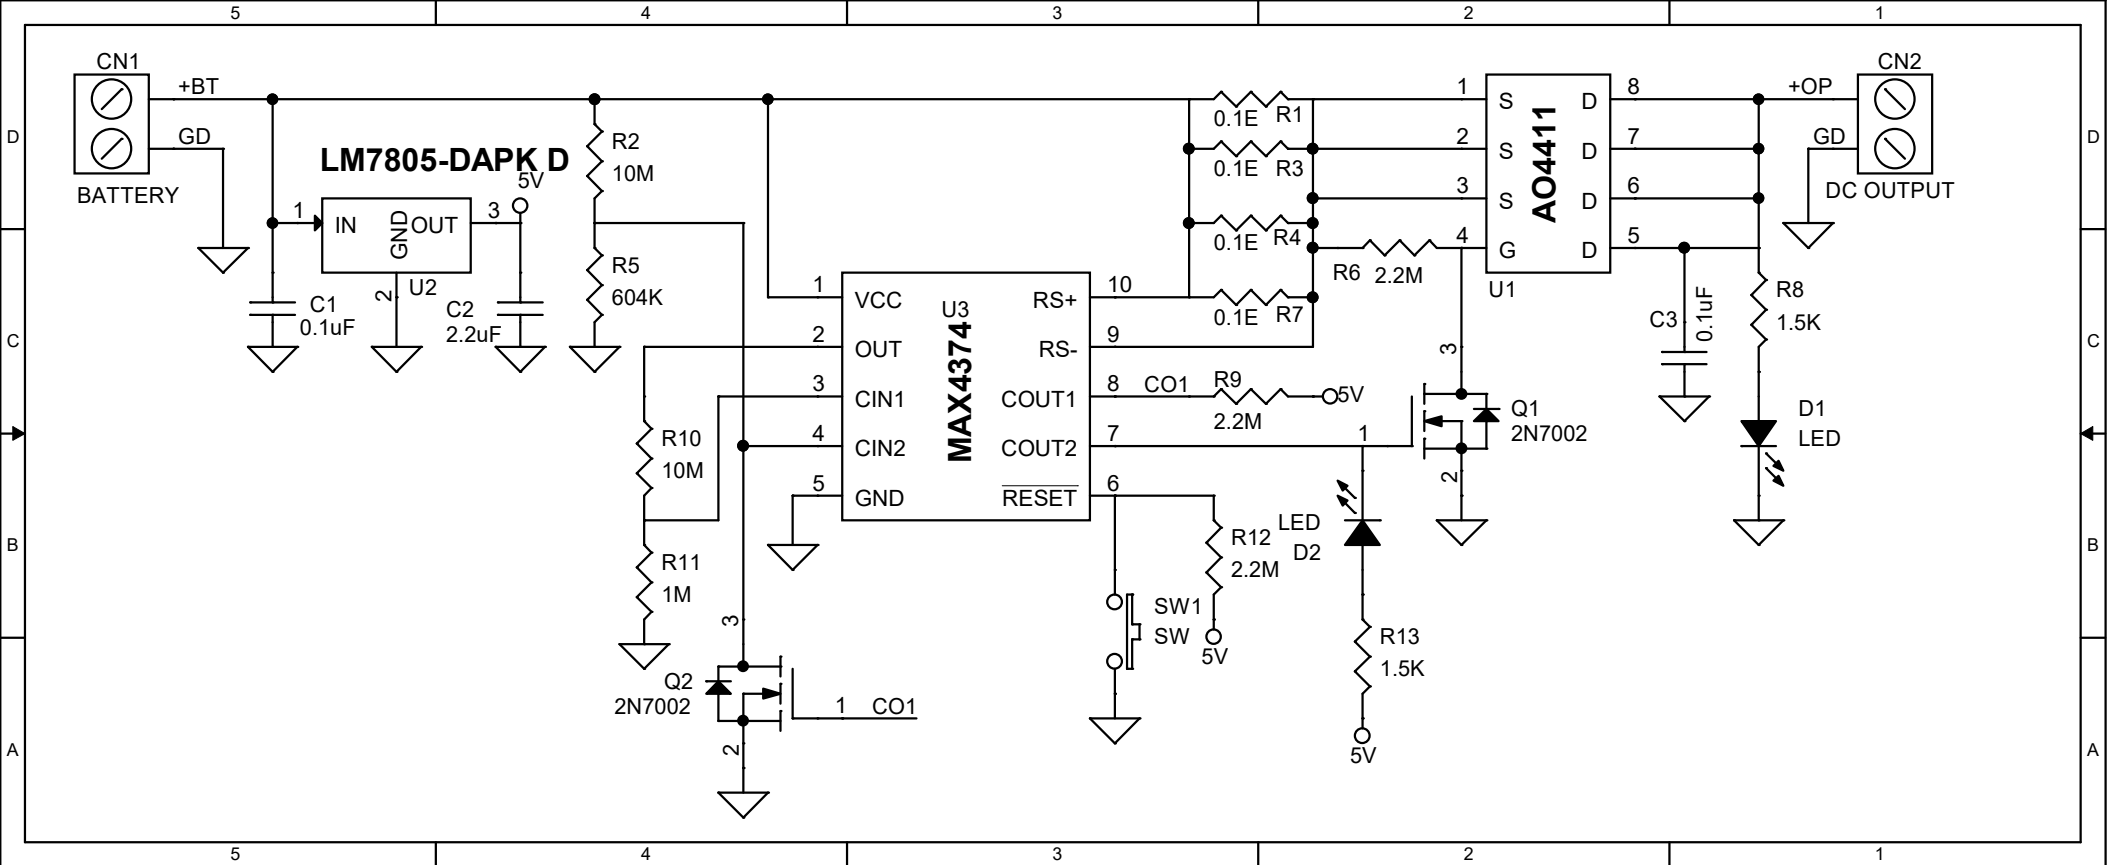 5 4 3 2 1
D D
C C
B B
A A
CN1
+BT
GD
BATTERY
LM7805-DAPK D
5V
1 IN GND OUT 3
2 U2
C1
0.1uF
C2
2.2uF
R2
10M
R5
604K
U3
MAX4374
1 VCC
2 OUT
3 CIN1
4 CIN2
5 GND
RS+ 10
RS- 9
COUT1 8 CO1
COUT2 7
RESET 6
R10
10M
R11
1M
3
Q2
2N7002
1 CO1
2
0.1E R1
0.1E R3
0.1E R4
0.1E R7
R6 2.2M
R9
2.2M
5V
1 S D 8
2 S D 7
3 S D 6
4 G D 5
AO4411
U1
3
1
Q1
2N7002
2
LED
D2
R12
2.2M
5V
SW1
SW
R13
1.5K
5V
C3
0.1uF
R8
1.5K
D1
LED
CN2
+OP
GD
DC OUTPUT
5 4 3 2 1